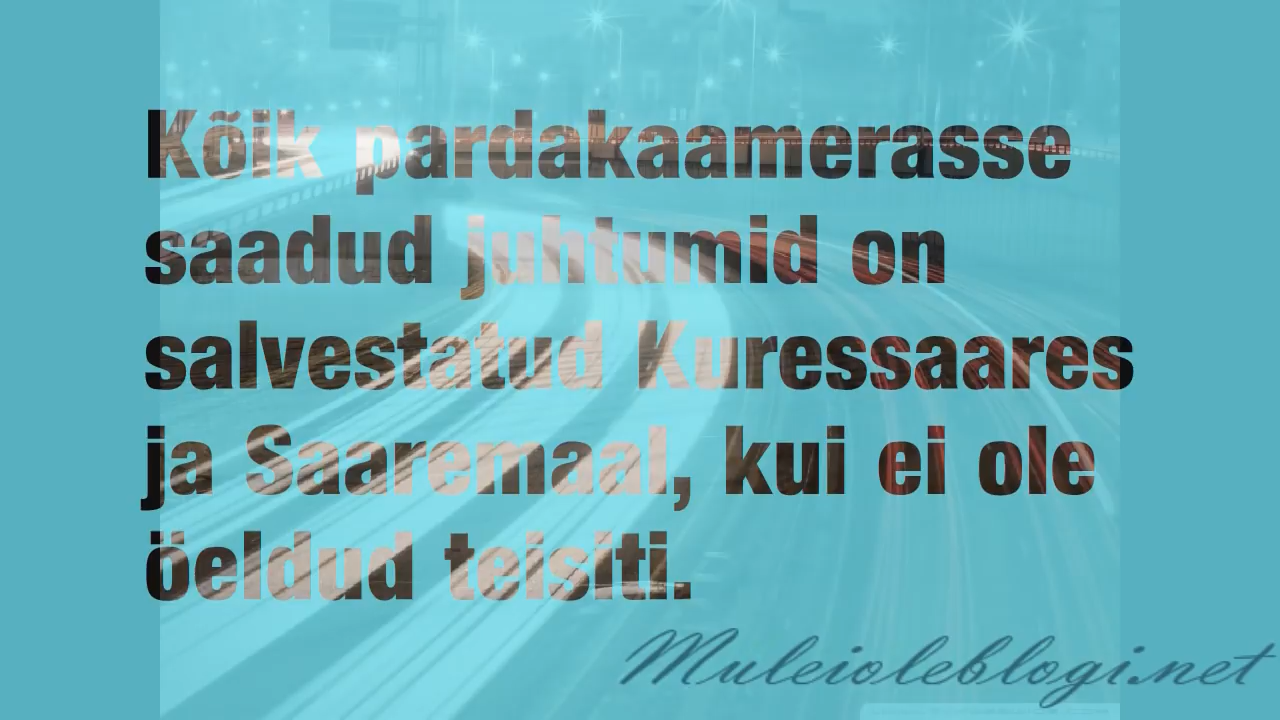 Kõik pardakaamerasse
saadud juhtumid on
salvestatud Kuressaares
ja Saaremaal, kui ei ole
öeldud teisiti.
Muleioleblogi.net